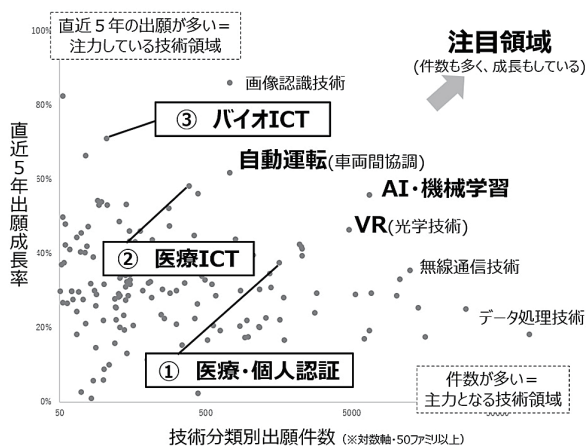 直近５年の出願が多い＝
注力している技術領域
注目領域
(件数も多く、成長もしている)
100%
80%
60%
40%
20%
0%
直近５年出願成長率
画像認識技術
③ バイオICT
自動運転(車両間協調)
AI・機械学習
VR(光学技術)
② 医療ICT
無線通信技術
データ処理技術
① 医療・個人認証
件数が多い＝
主力となる技術領域
50
500
5000
技術分類別出願件数 (※対数軸・50ファミリ以上)